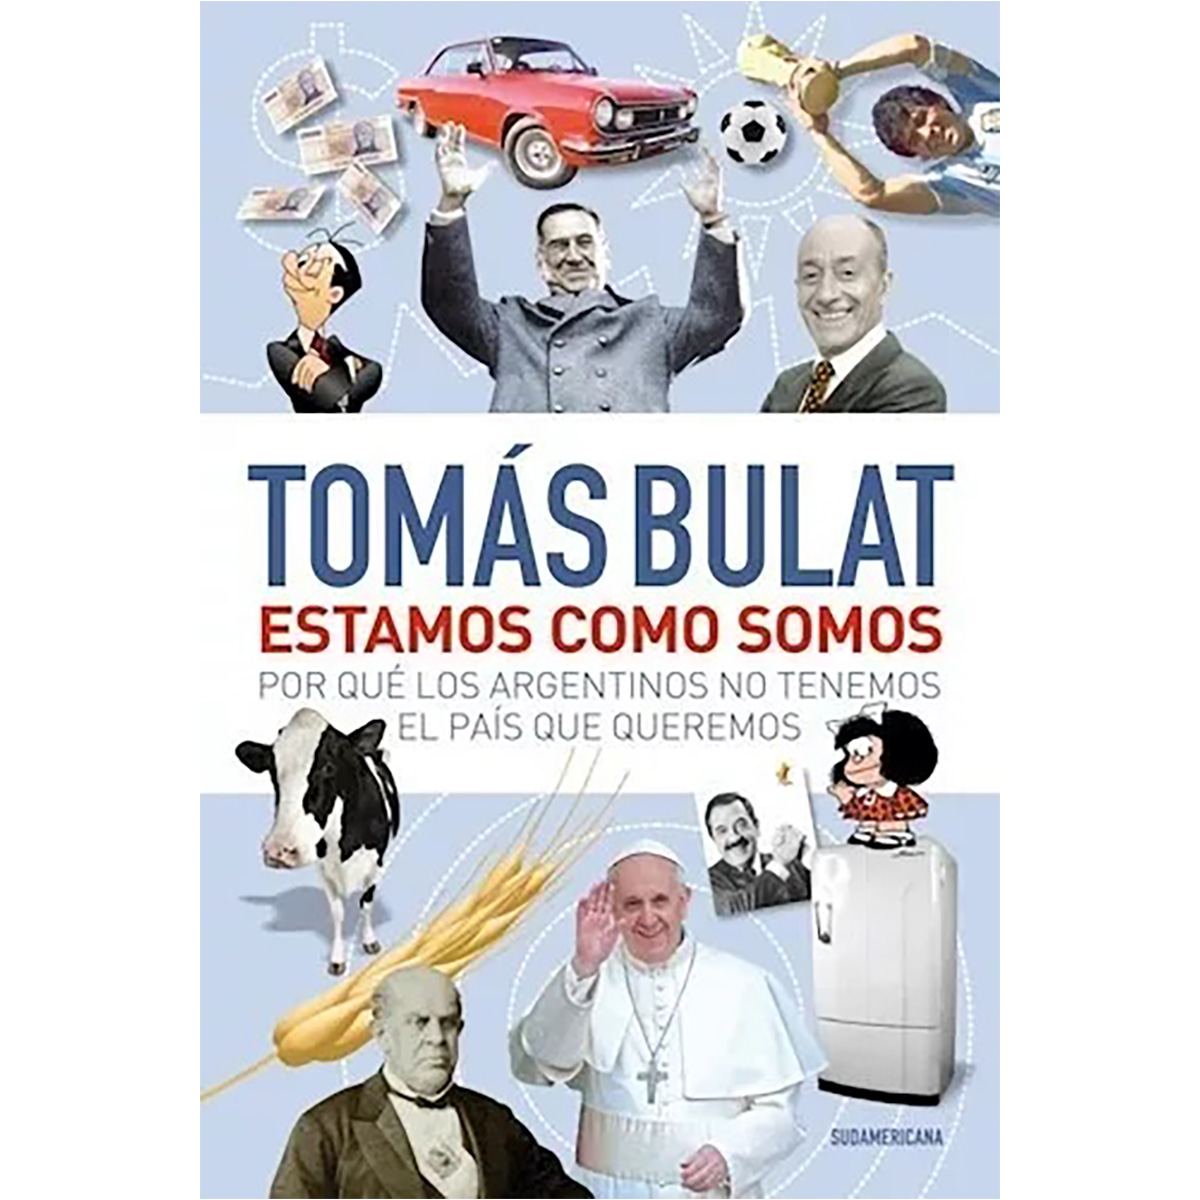 TOMÁS BULAT
ESTAMOS COMO SOMOS
POR QUÉ LOS ARGENTINOS NO TENEMOS
EL PAÍS QUE QUEREMOS
SUDAMERICANA